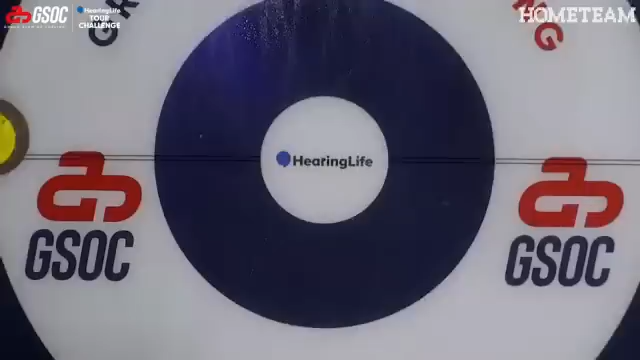 GSOC
HearingLife
TOUR
CHALLENGE
HOMETEAM
HearingLife
GSOC
GSOC